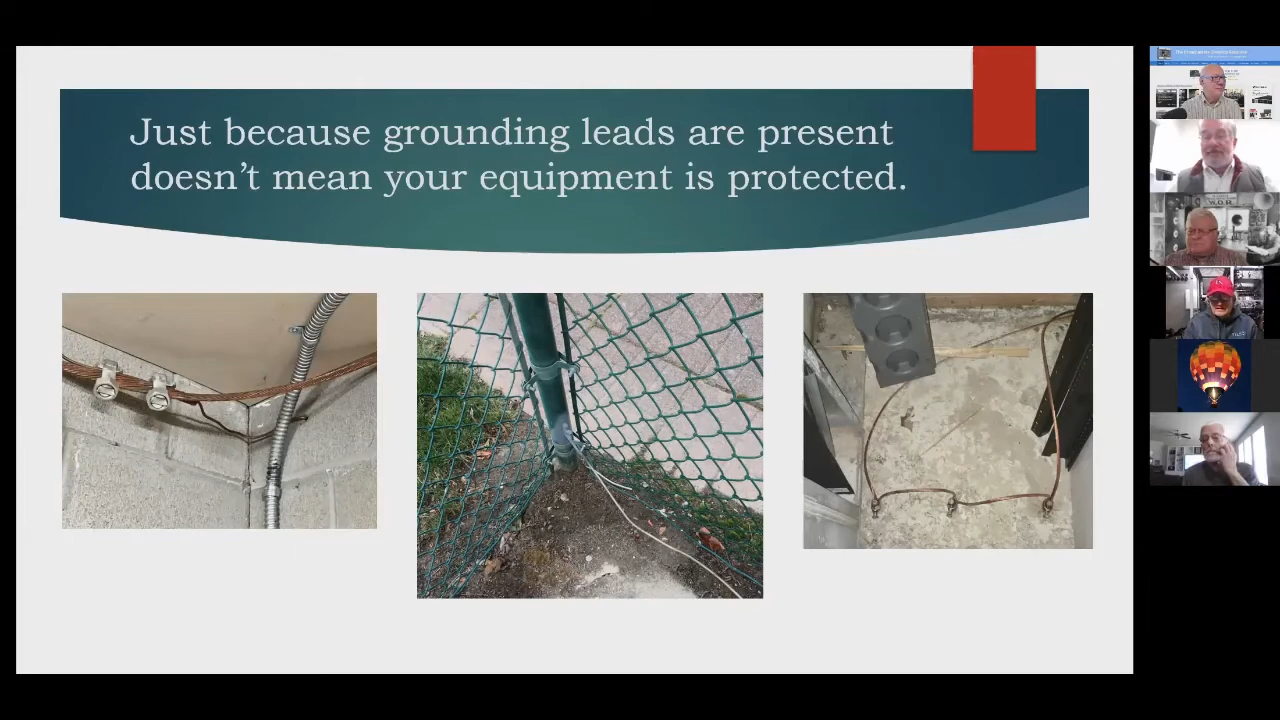 Just because grounding leads are present
doesn’t mean your equipment is protected.
W.O.R